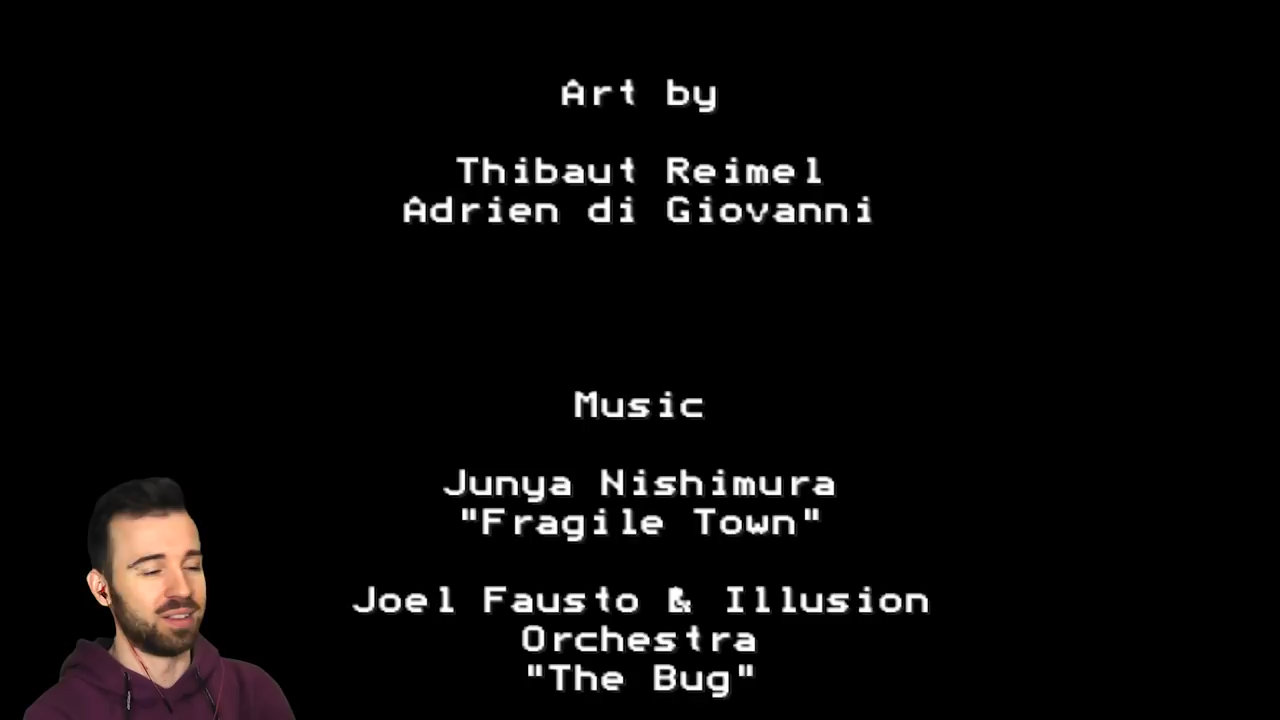 Art by
Thibaut Reimel
Adrien di Giovanni
Music
Junya Nishimura
"Fragile Town"
Joel Fausto & Illusion
Orchestra
"The Bug"